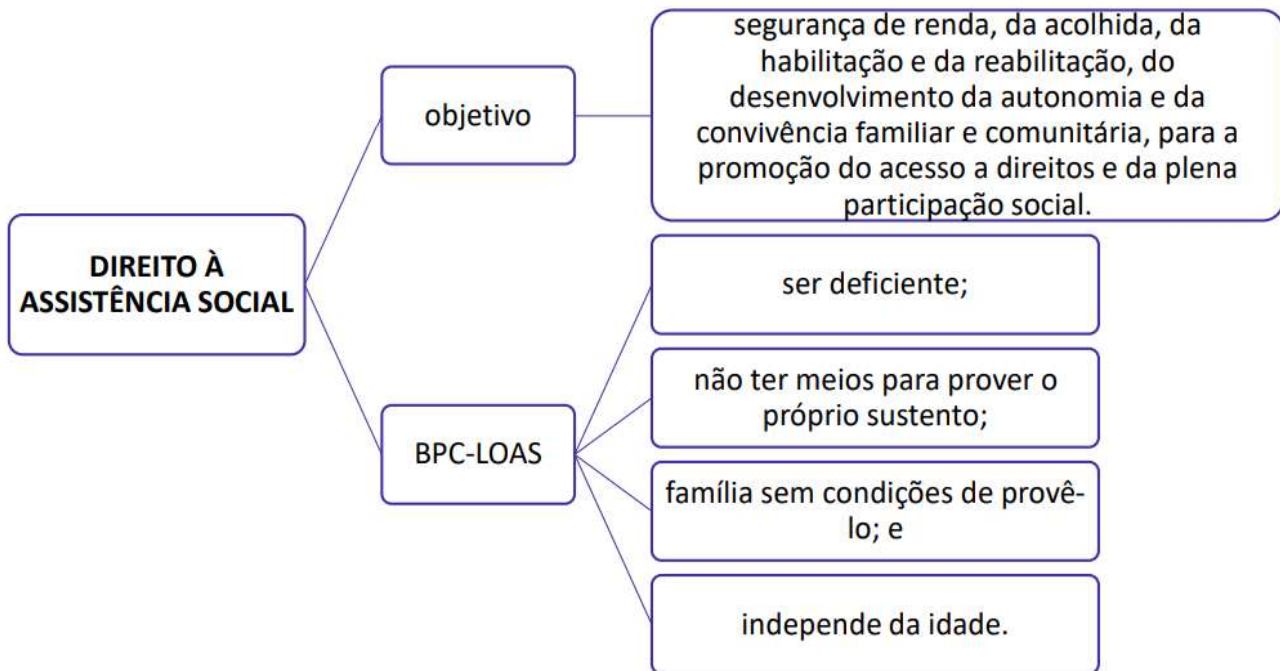 DIREITO À
ASSISTÊNCIA SOCIAL
objetivo
segurança de renda, da acolhida, da
habilitação e da reabilitação, do
desenvolvimento da autonomia e da
convivência familiar e comunitária, para a
promoção do acesso a direitos e da plena
participação social.
BPC-LOAS
ser deficiente;
não ter meios para prover o
próprio sustento;
família sem condições de provê-
lo; e
independe da idade.